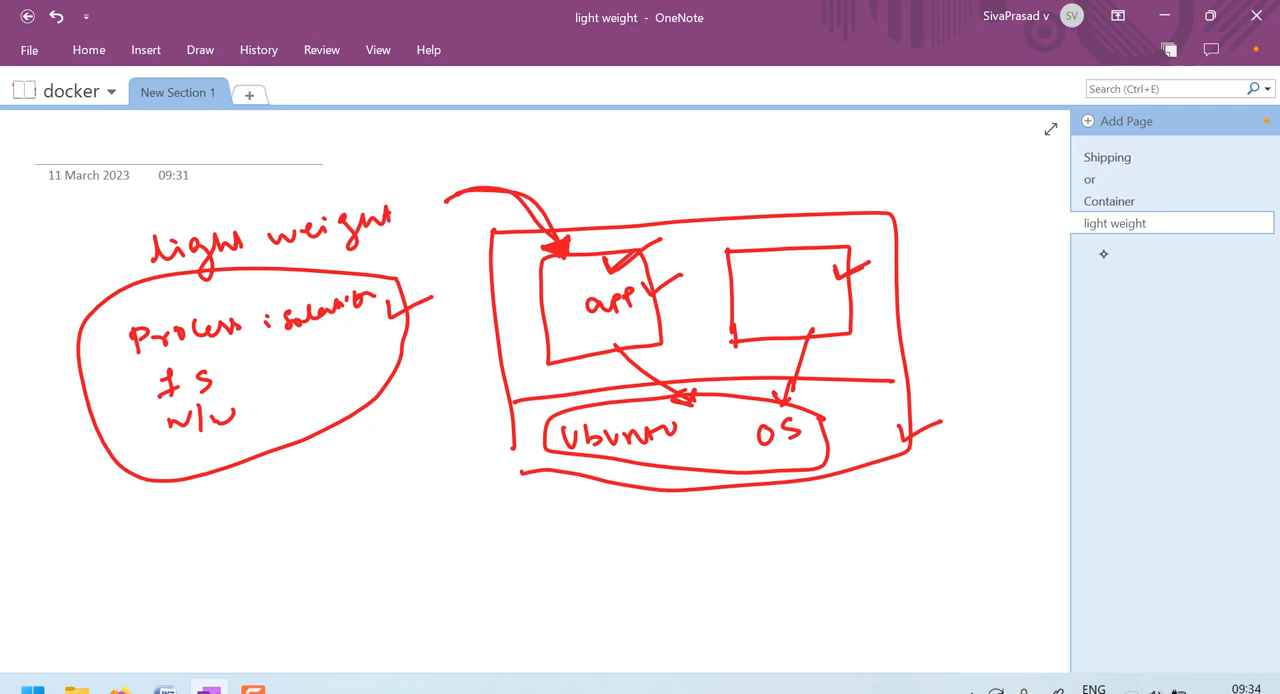 light weight - OneNote
SivaPrasad v
SV
File Home Insert Draw History Review View Help
docker
New Section 1
Search (Ctrl+E)
Add Page
Shipping
or
Container
light weight
11 March 2023 09:31
light weight
Process isolation
f S
N/W
app
Ubuntu OS
ENG
09:34